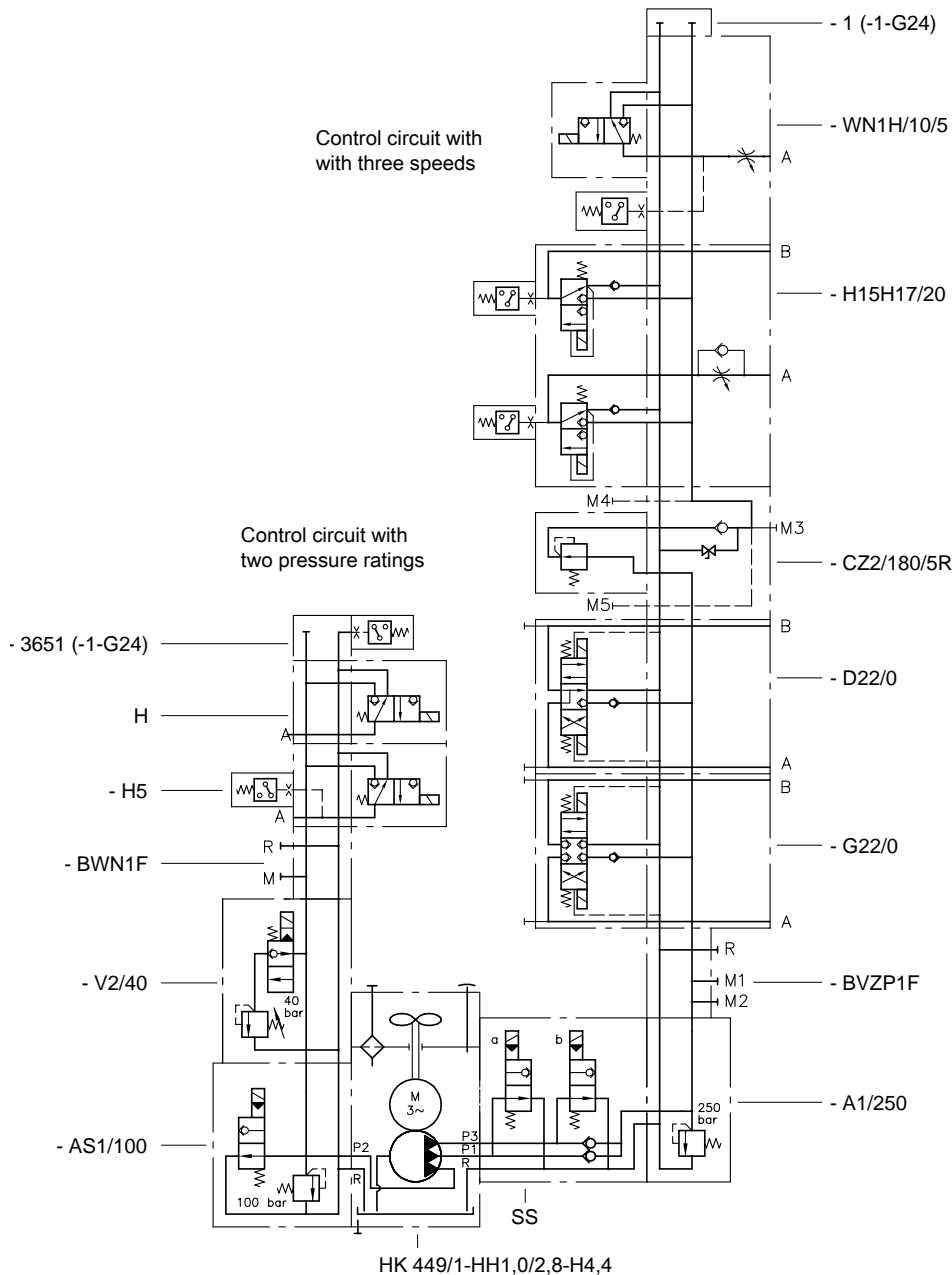 - 1 (-1-G24)
Control circuit with
with three speeds
- WN1H/10/5
A
B
- H15H17/20
A
M4
M3
Control circuit with
two pressure ratings
- CZ2/180/5R
M5
- 3651 (-1-G24)
B
- D22/0
H
A
A
B
- H5
A
- G22/0
R
- BWN1F
M
A
R
- V2/40
40
bar
M1
- BVZP1F
M2
a
b
M
3~
250
bar
- A1/250
- AS1/100
P2
P3
P1
R
R
100 bar
SS
HK 449/1-HH1,0/2,8-H4,4